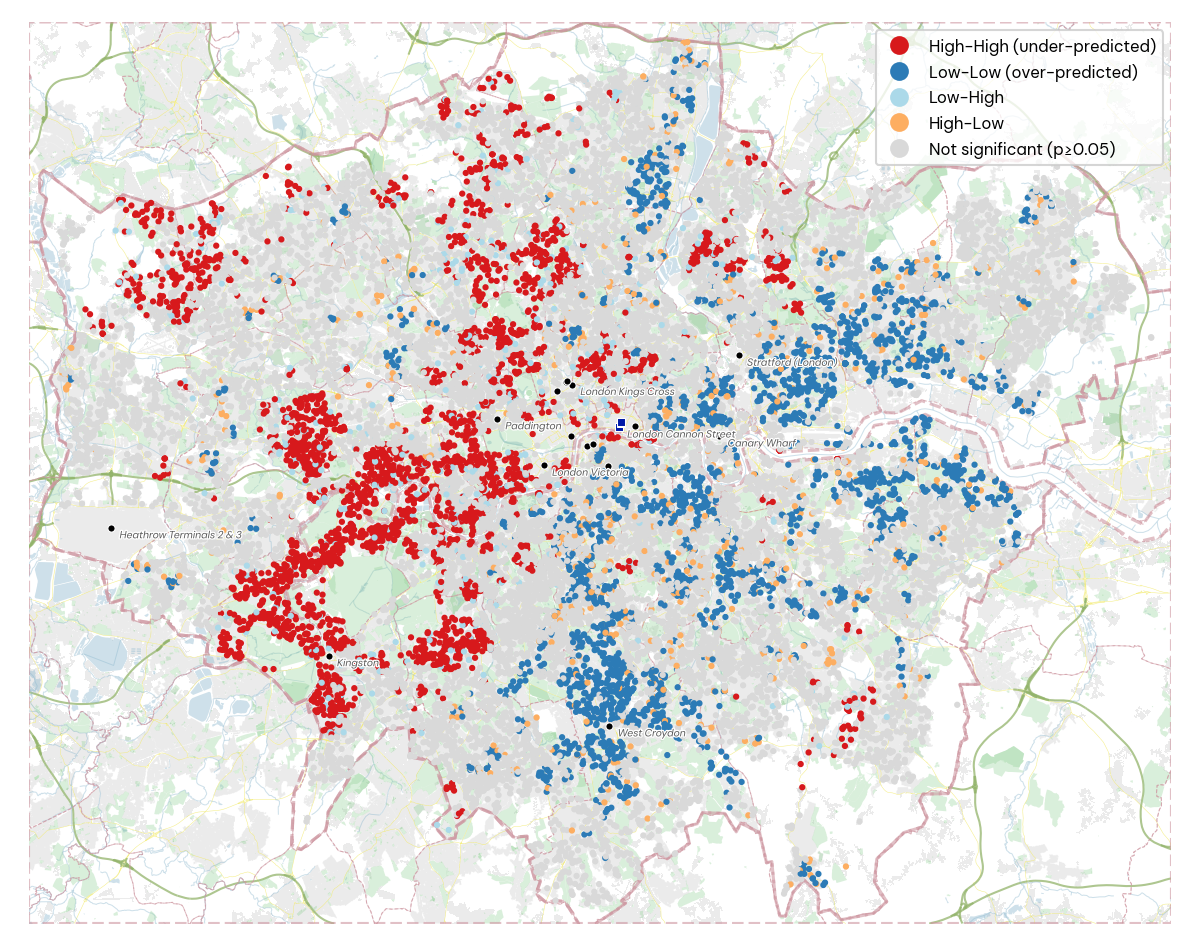 High-High (under-predicted)
Low-Low (over-predicted)
Low-High
High-Low
Not significant (p≥0.05)
Stratford (London)
London Kings Cross
Paddington
London Cannon Street
Canary Wharf
London Victoria
Heathrow Terminals 2 & 3
Kingston
West Croydon